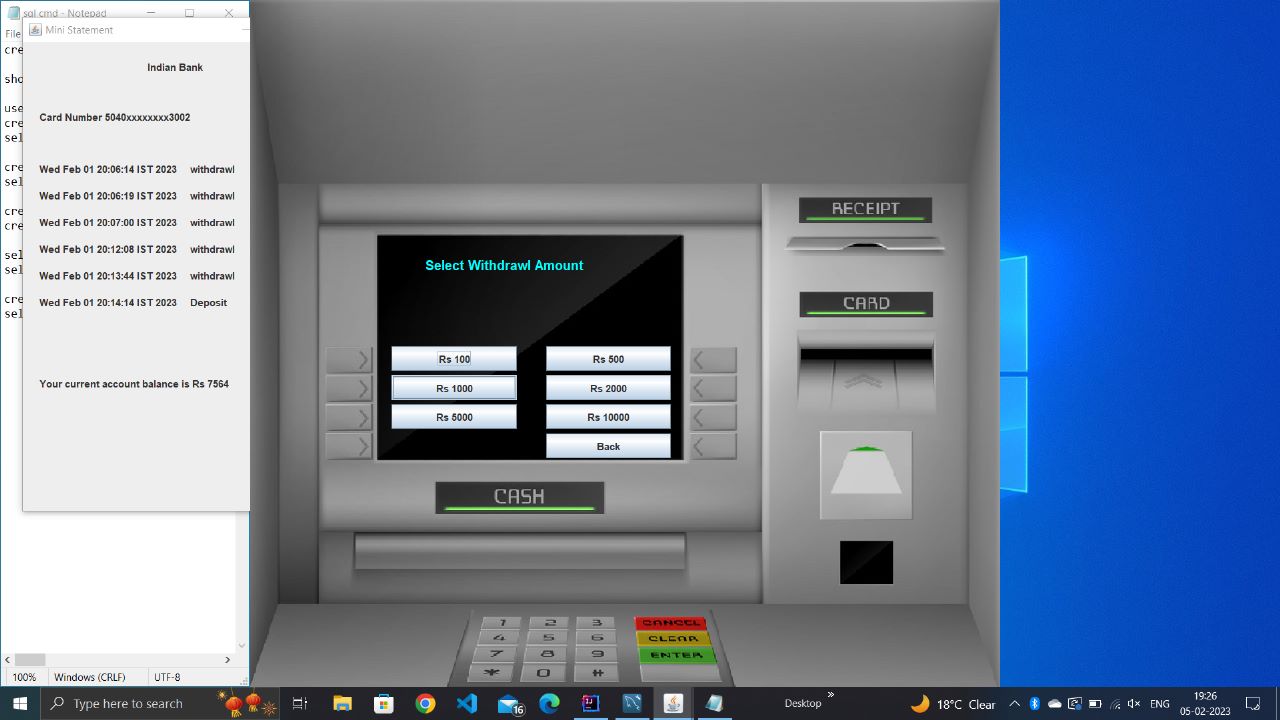 sql cmd - Notepad
File
cre
sho
use
cre
sel
cre
sel
cre
cre
sel
sel
cre
sel
100%
Windows (CRLF)
UTF-8
Mini Statement
Indian Bank
Card Number 5040xxxxxxxx3002
Wed Feb 01 20:06:14 IST 2023 withdrawl
Wed Feb 01 20:06:19 IST 2023 withdrawl
Wed Feb 01 20:07:00 IST 2023 withdrawl
Wed Feb 01 20:12:08 IST 2023 withdrawl
Wed Feb 01 20:13:44 IST 2023 withdrawl
Wed Feb 01 20:14:14 IST 2023 Deposit
Your current account balance is Rs 7564
Select Withdrawl Amount
Rs 100
Rs 500
Rs 1000
Rs 2000
Rs 5000
Rs 10000
Back
CASH
RECEIPT
CARD
1 2 3 CANCEL
4 5 6 CLEAR
7 8 9 ENTER
* 0 #
Type here to search
16
Desktop
18°C Clear
ENG
19:26
05-02-2023